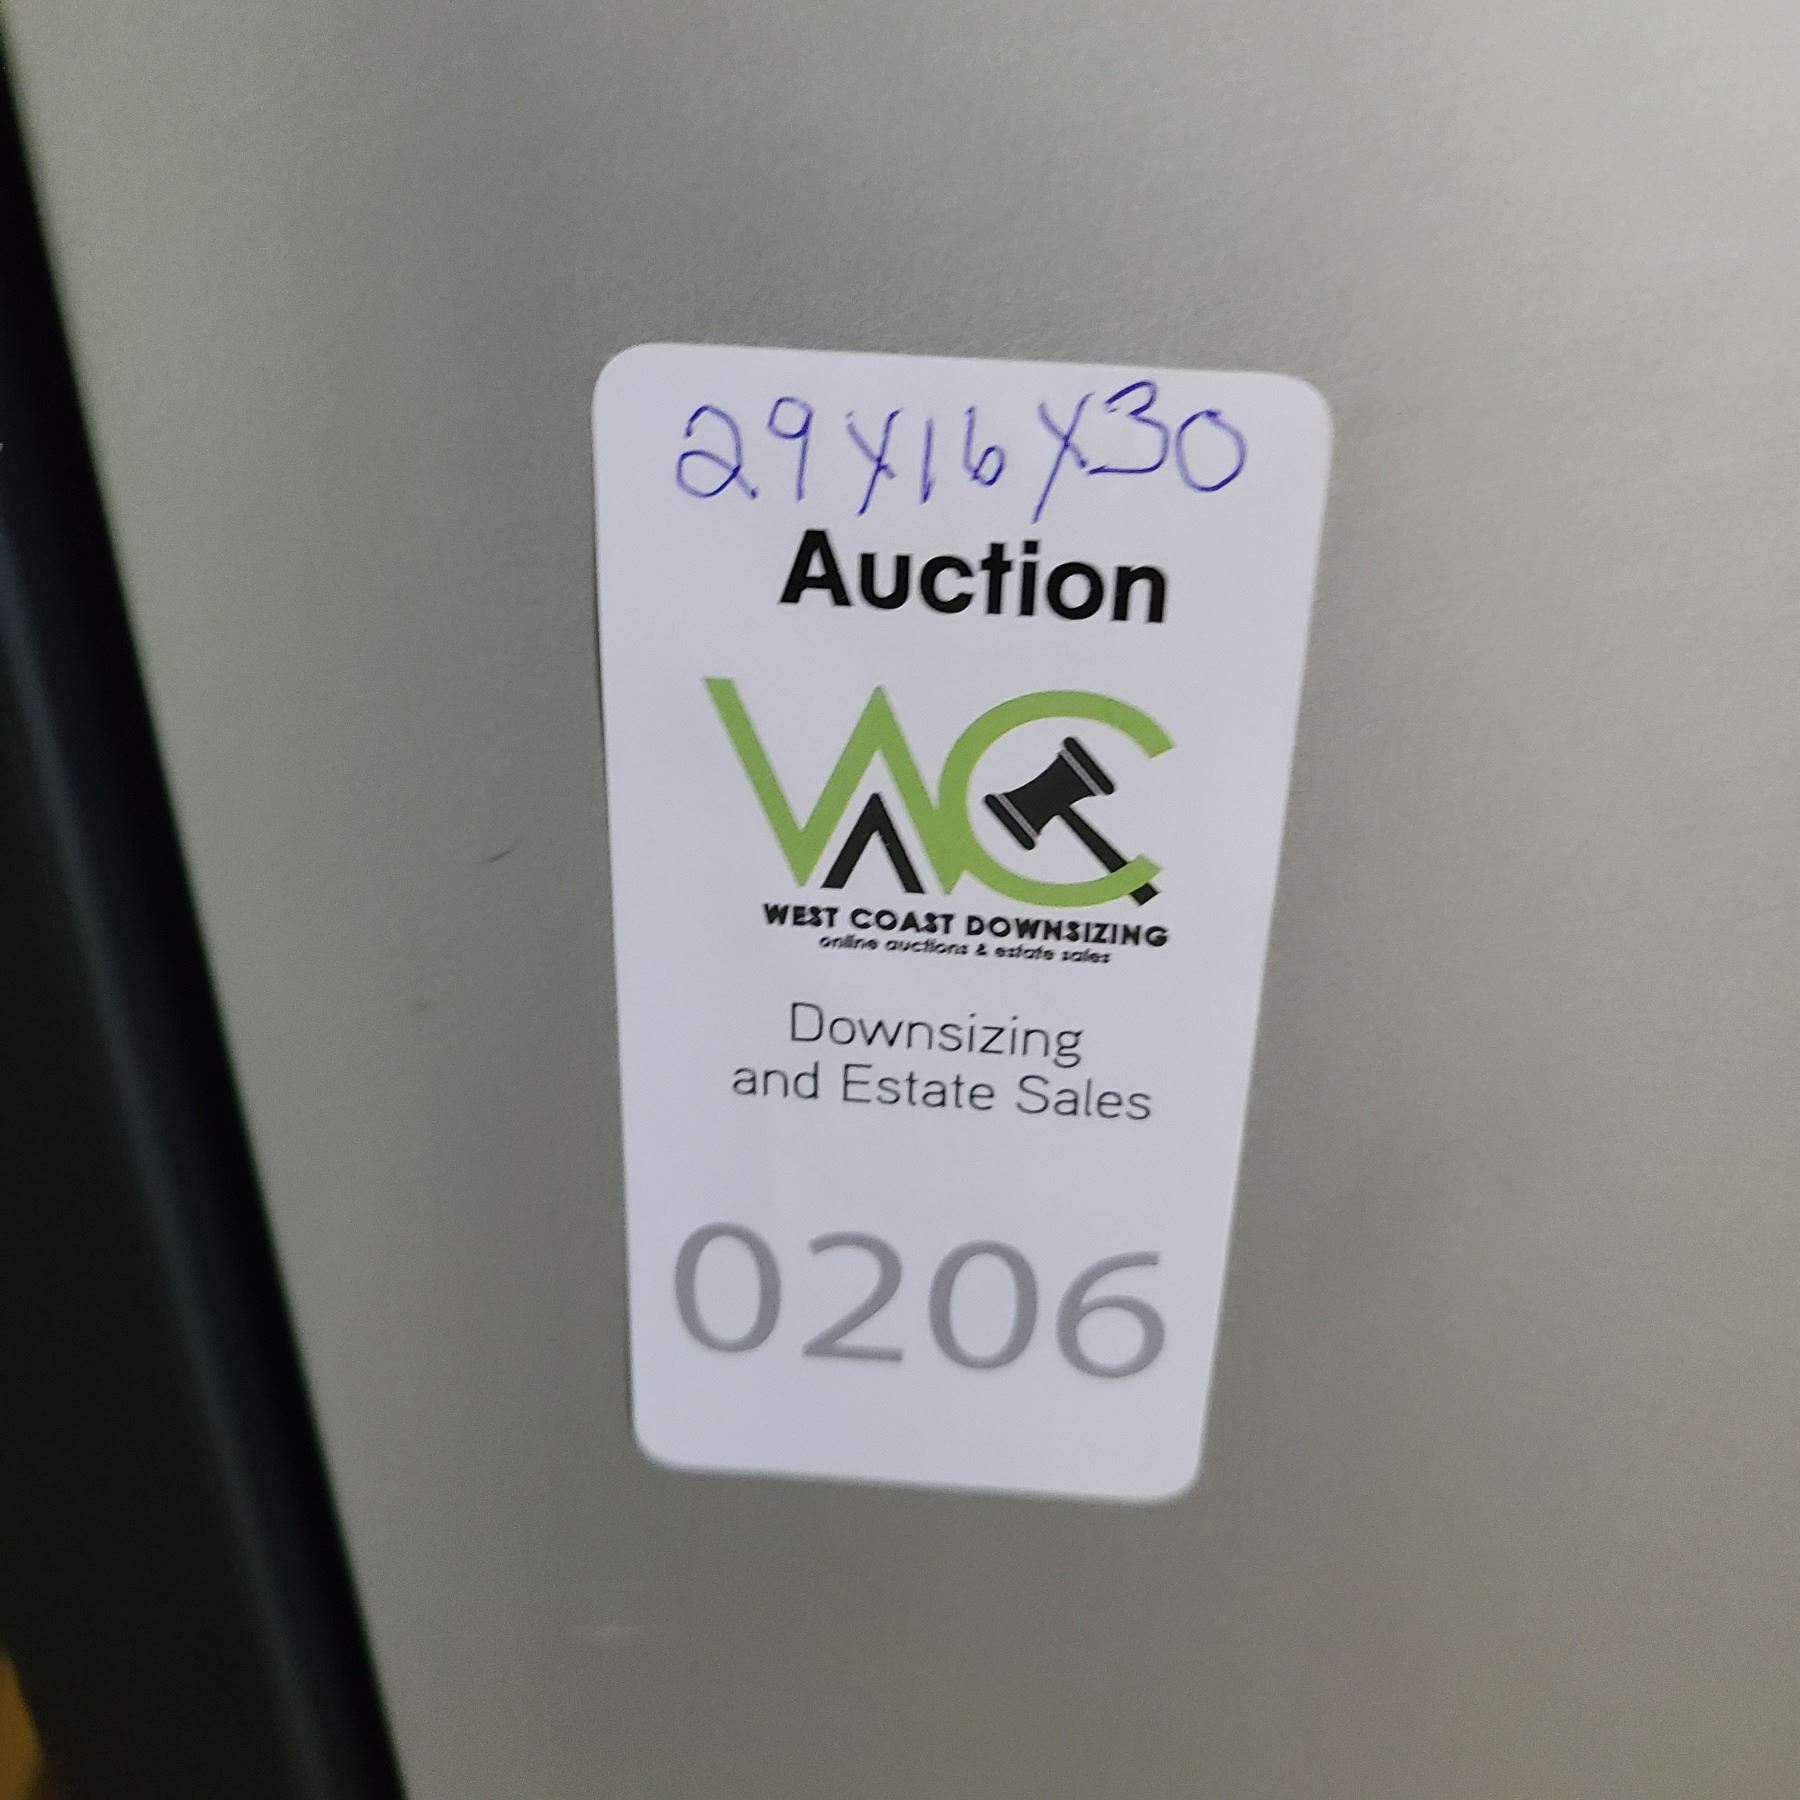 29X16X30
Auction
WC
WEST COAST DOWNSIZING
online auctions & estate sales
Downsizing
and Estate Sales
0206